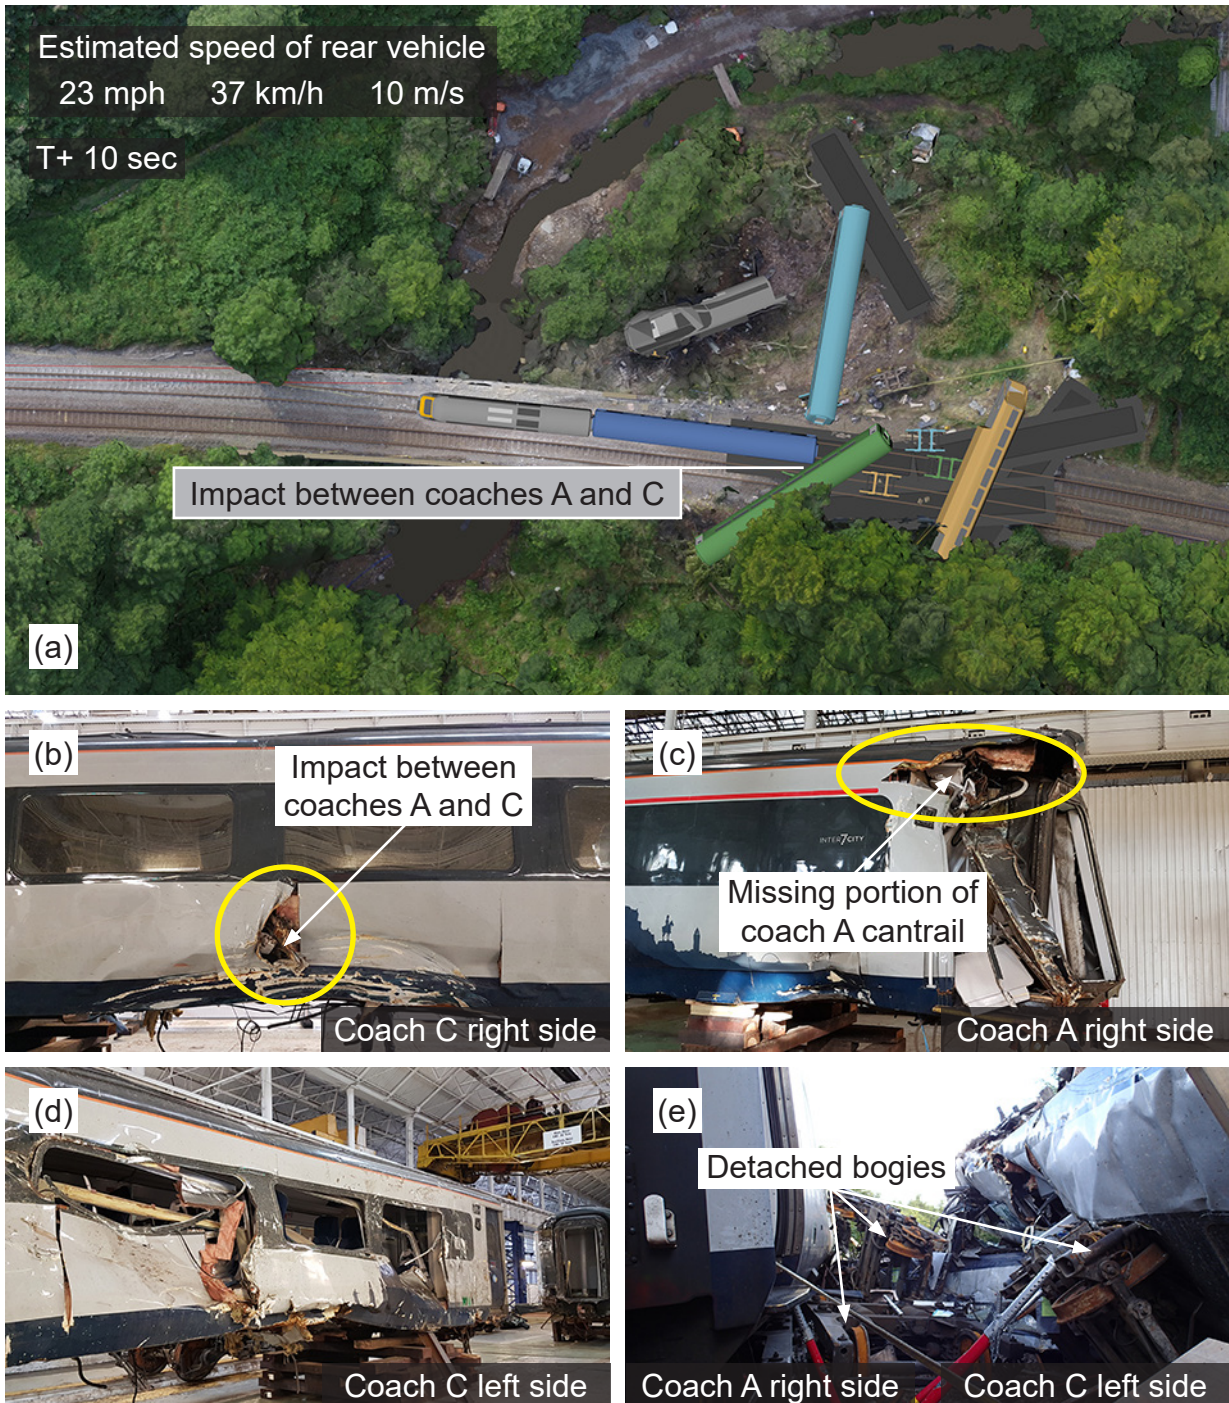 Estimated speed of rear vehicle
23 mph 37 km/h 10 m/s
T+ 10 sec
Impact between coaches A and C
(a)
(b)
Impact between
coaches A and C
Coach C right side
(c)
INTER7CITY
Missing portion of
coach A cantrail
Coach A right side
(d)
Coach C left side
(e)
Detached bogies
Coach A right side
Coach C left side